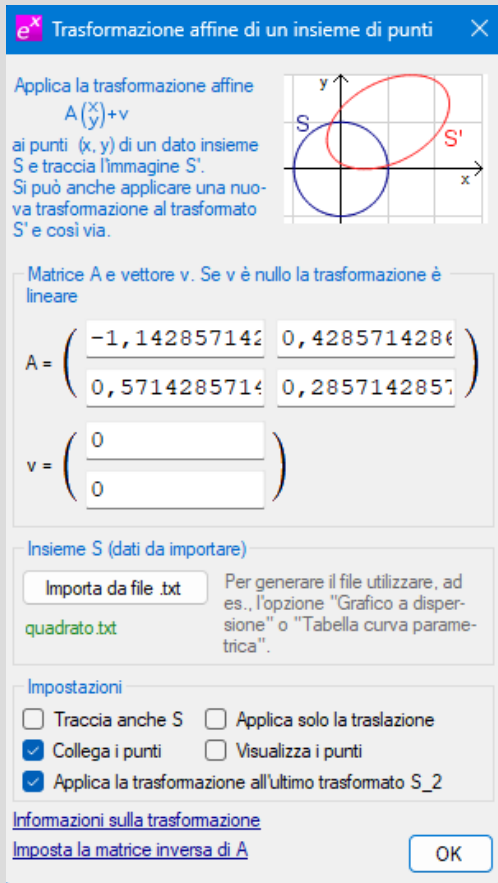 eˣ Trasformazione affine di un insieme di punti
Applica la trasformazione affine
A(x y)+v
ai punti (x, y) di un dato insieme
S e traccia l'immagine S'.
Si può anche applicare una nuo-
va trasformazione al trasformato
S' e così via.
y
S
S'
x
Matrice A e vettore v. Se v è nullo la trasformazione è
lineare
A =
-1,142857142 0,4285714286
0,5714285714 0,2857142857
v =
0
0
Insieme S (dati da importare)
Importa da file .txt
quadrato.txt
Per generare il file utilizzare, ad
es., l'opzione "Grafico a disper-
sione" o "Tabella curva parame-
trica".
Impostazioni
Traccia anche S Applica solo la traslazione
Collega i punti Visualizza i punti
Applica la trasformazione all'ultimo trasformato S_2
Informazioni sulla trasformazione
Imposta la matrice inversa di A
OK